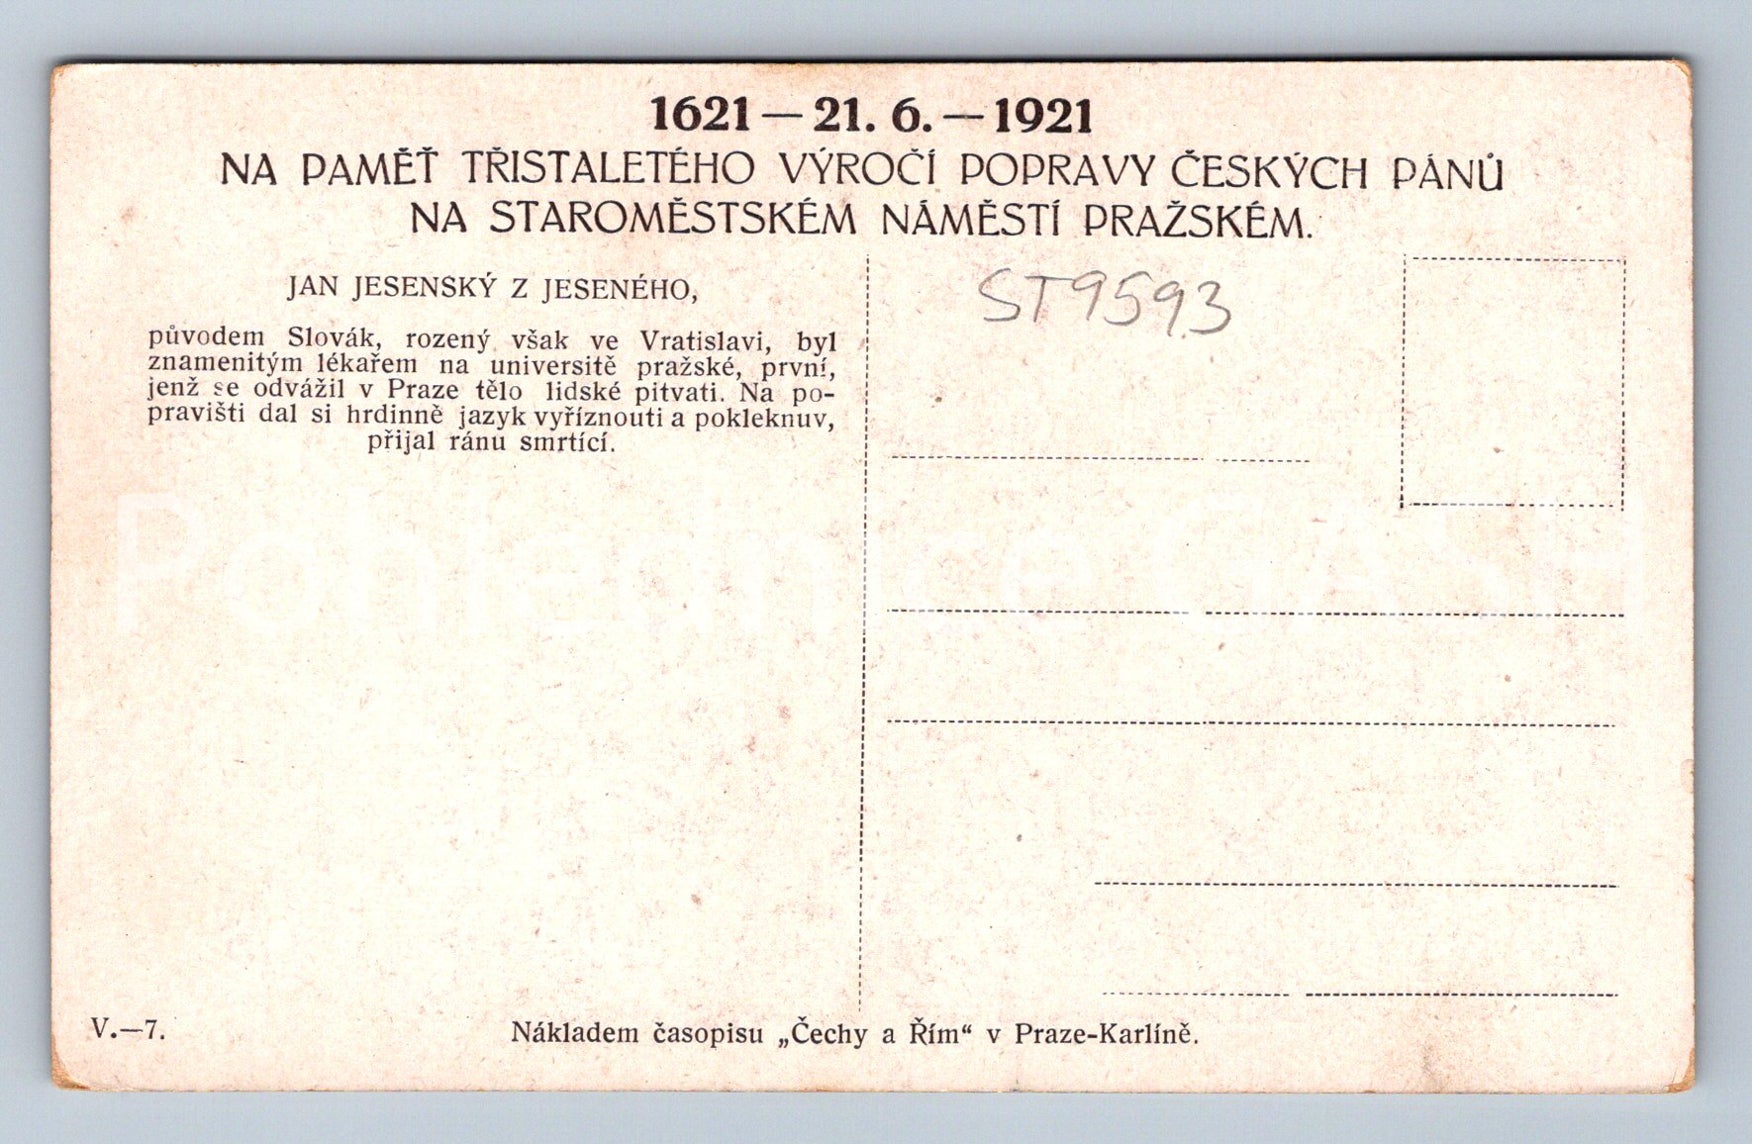 1621 — 21. 6. — 1921
NA PAMĚŤ TŘISTALETÉHO VÝROČÍ POPRAVY ČESKÝCH PÁNŮ
NA STAROMĚSTSKÉM NÁMĚSTÍ PRAŽSKÉM.
JAN JESENSKÝ Z JESENÉHO,
původem Slovák, rozený však ve Vratislavi, byl
znamenitým lékařem na universitě pražské, první,
jenž se odvážil v Praze tělo lidské pitvati. Na po-
pravišti dal si hrdinně jazyk vyříznouti a pokleknuv,
přijal ránu smrtící.
ST9593
Pohlednice GASH
V.—7.
Nákladem časopisu „Čechy a Řím“ v Praze-Karlíně.